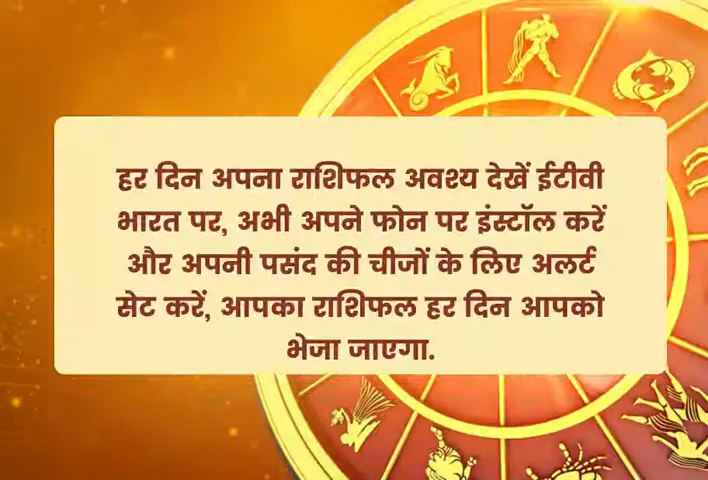 हर दिन अपना राशिफल अवश्य देखें ईटीवी
भारत पर, अभी अपने फोन पर इंस्टॉल करें
और अपनी पसंद की चीजों के लिए अलर्ट
सेट करें, आपका राशिफल हर दिन आपको
भेजा जाएगा.